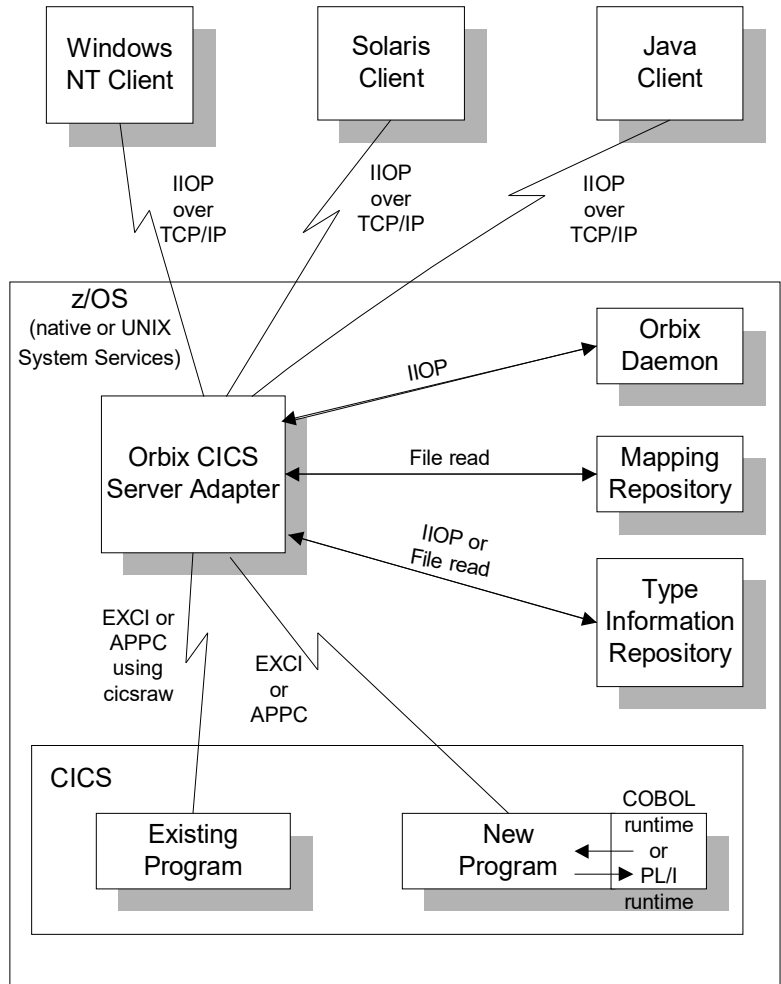 Windows
NT Client
Solaris
Client
Java
Client
IIOP
over
TCP/IP
IIOP
over
TCP/IP
IIOP
over
TCP/IP
z/OS
(native or UNIX
System Services)
Orbix
Daemon
IIOP
Orbix CICS
Server Adapter
File read
Mapping
Repository
IIOP or
File read
Type
Information
Repository
EXCI or
APPC
using
cicsraw
EXCI
or
APPC
CICS
Existing
Program
New
Program
COBOL
runtime
or
PL/I
runtime